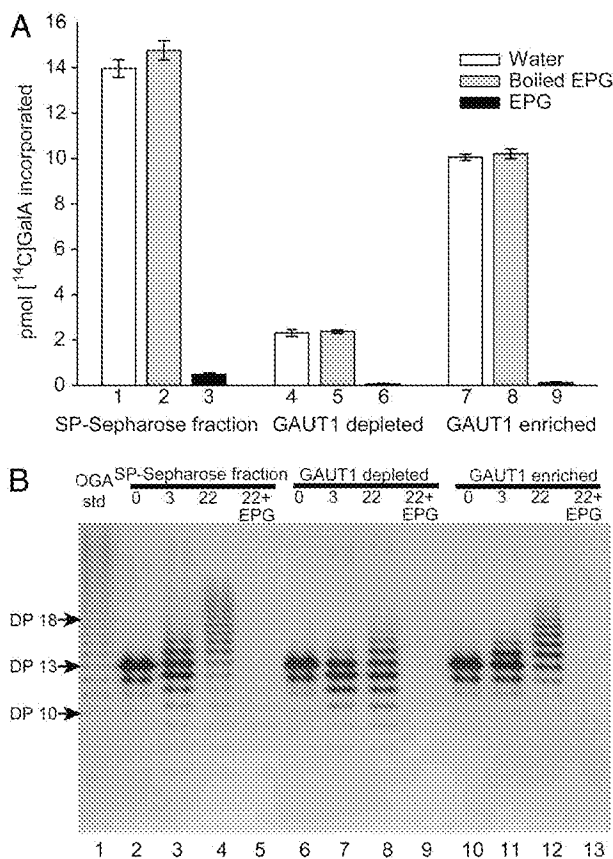 A
16
14
12
10
8
6
4
2
0
pmol [¹⁴C]GalA incorporated
Water
Boiled EPG
EPG
1 2 3 4 5 6 7 8 9
SP-Sepharose fraction GAUT1 depleted GAUT1 enriched
B
OGA std
SP-Sepharose fraction GAUT1 depleted GAUT1 enriched
0 3 22 22+ EPG 0 3 22 22+ EPG 0 3 22 22+ EPG
DP 18
DP 13
DP 10
1 2 3 4 5 6 7 8 9 10 11 12 13